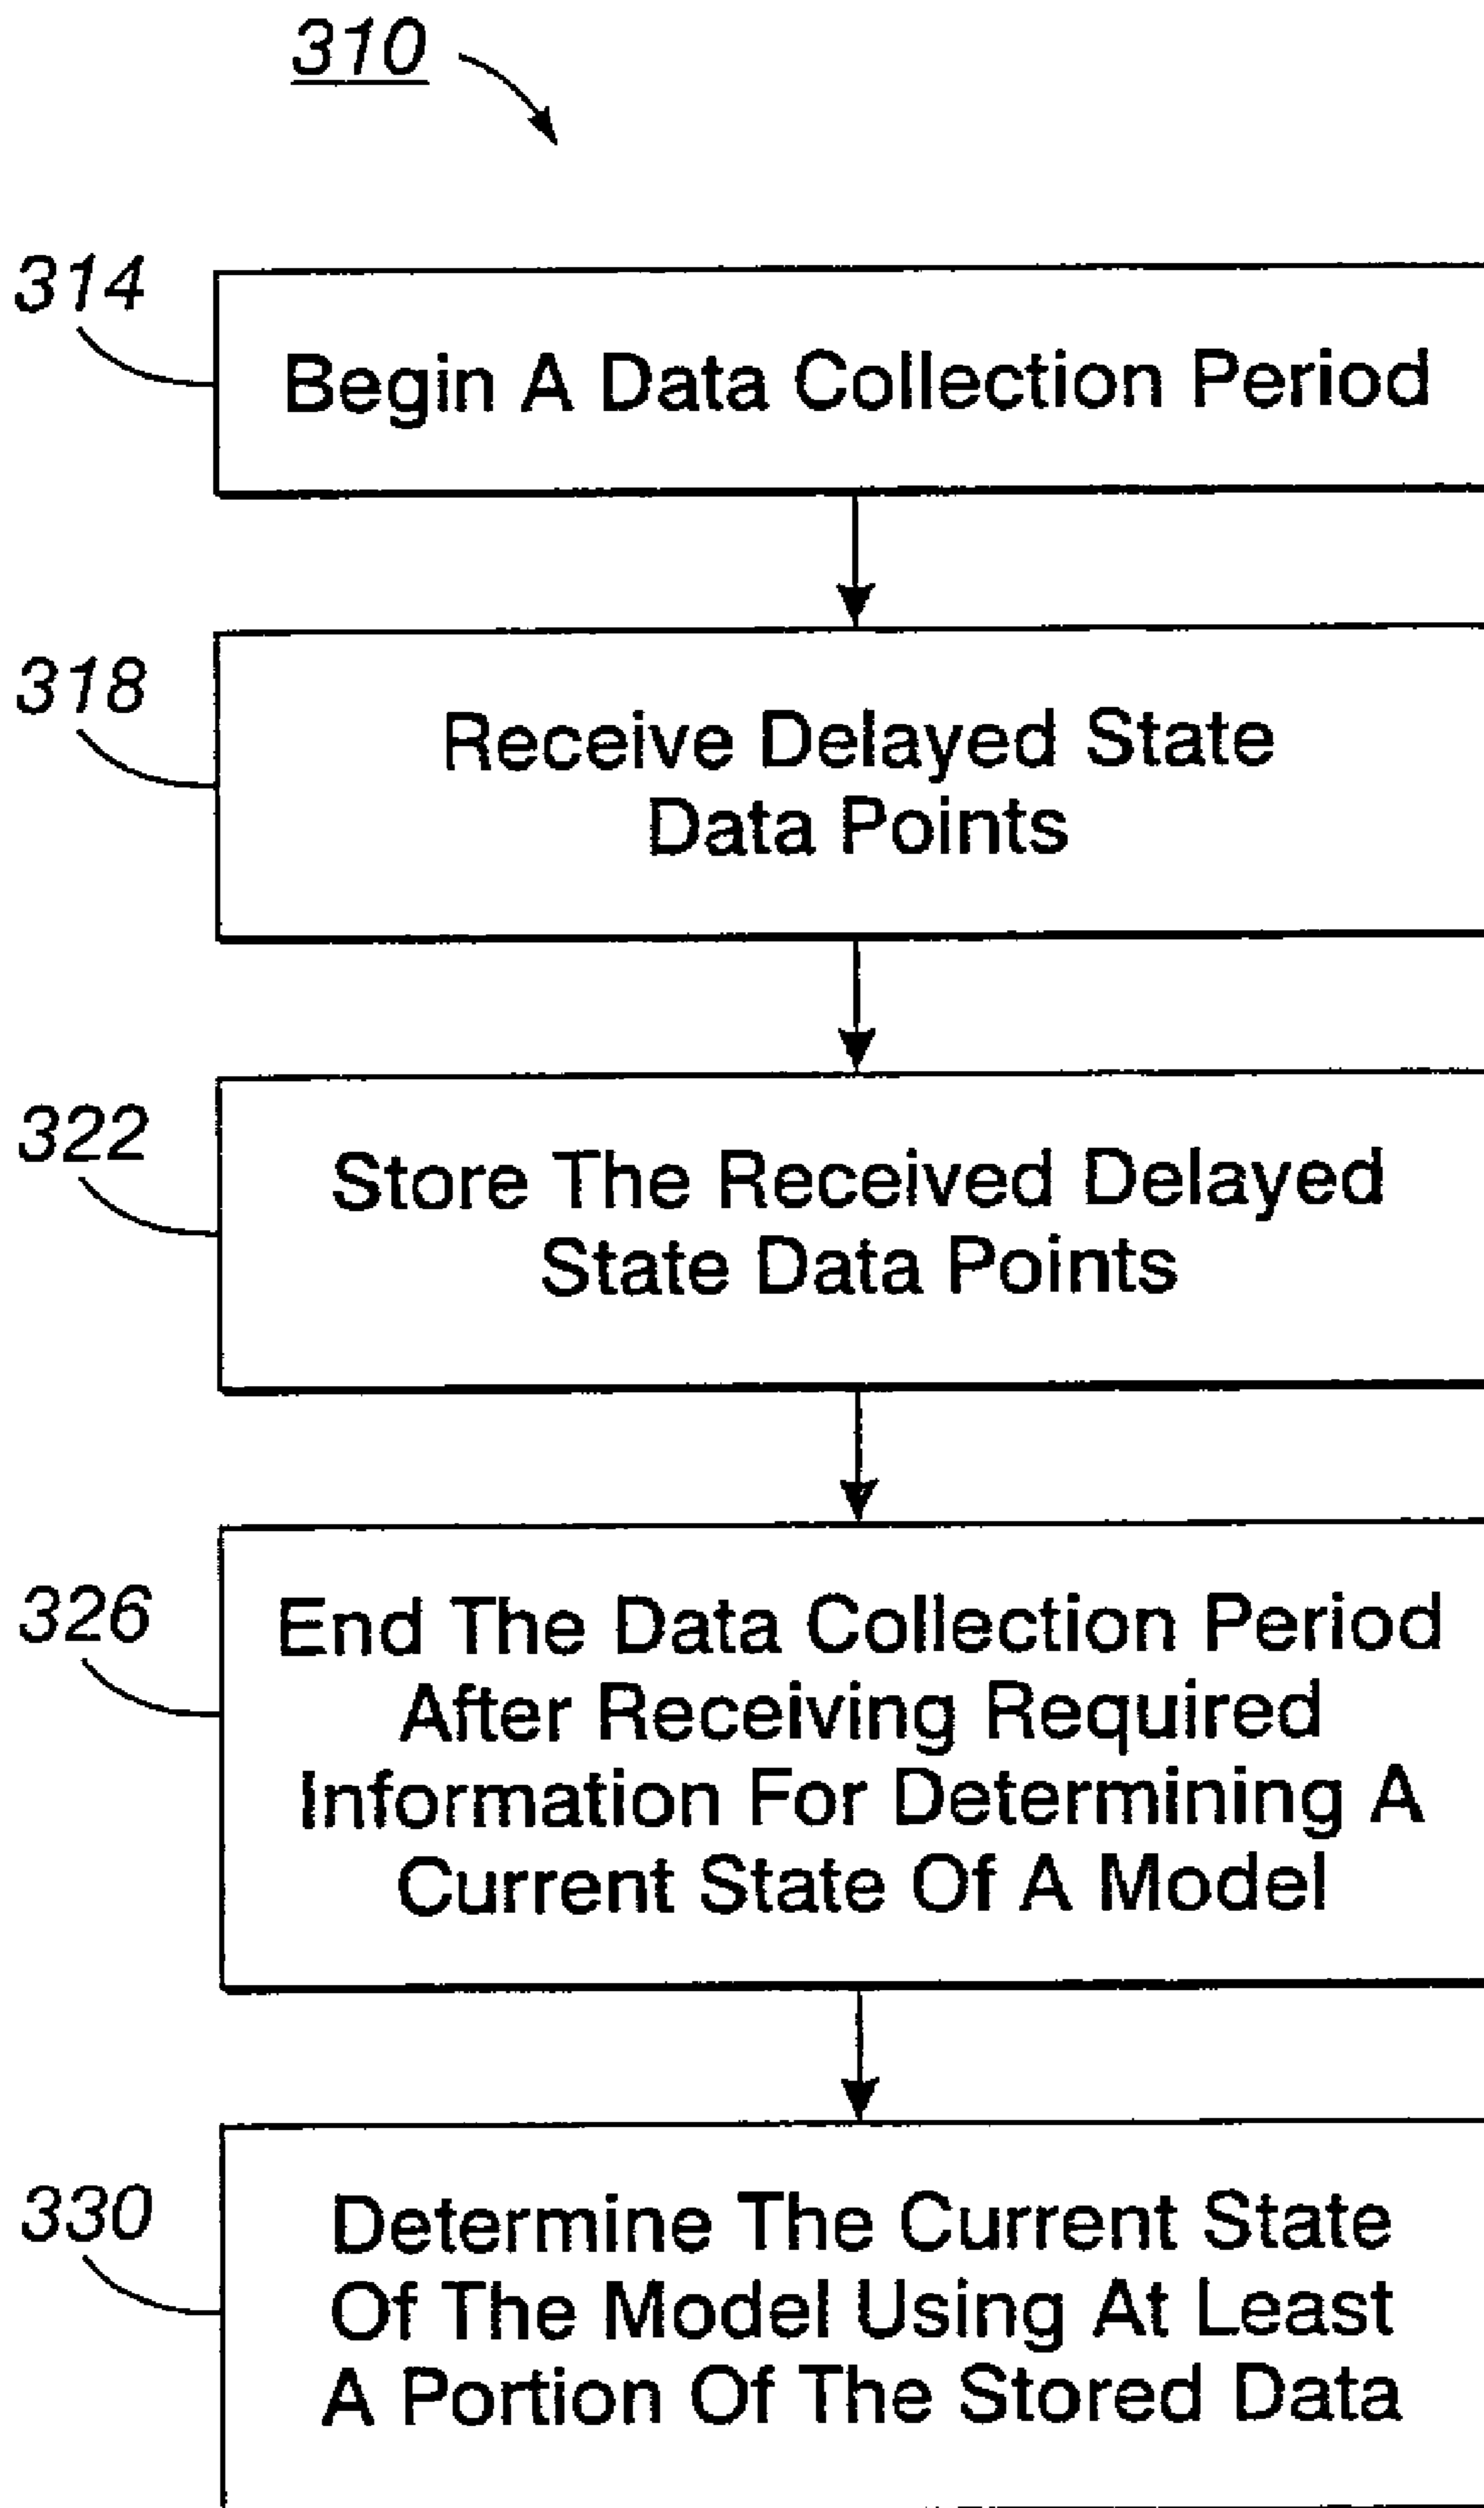 310
314
Begin A Data Collection Period
318
Receive Delayed State
Data Points
322
Store The Received Delayed
State Data Points
326
End The Data Collection Period
After Receiving Required
Information For Determining A
Current State Of A Model
330
Determine The Current State
Of The Model Using At Least
A Portion Of The Stored Data